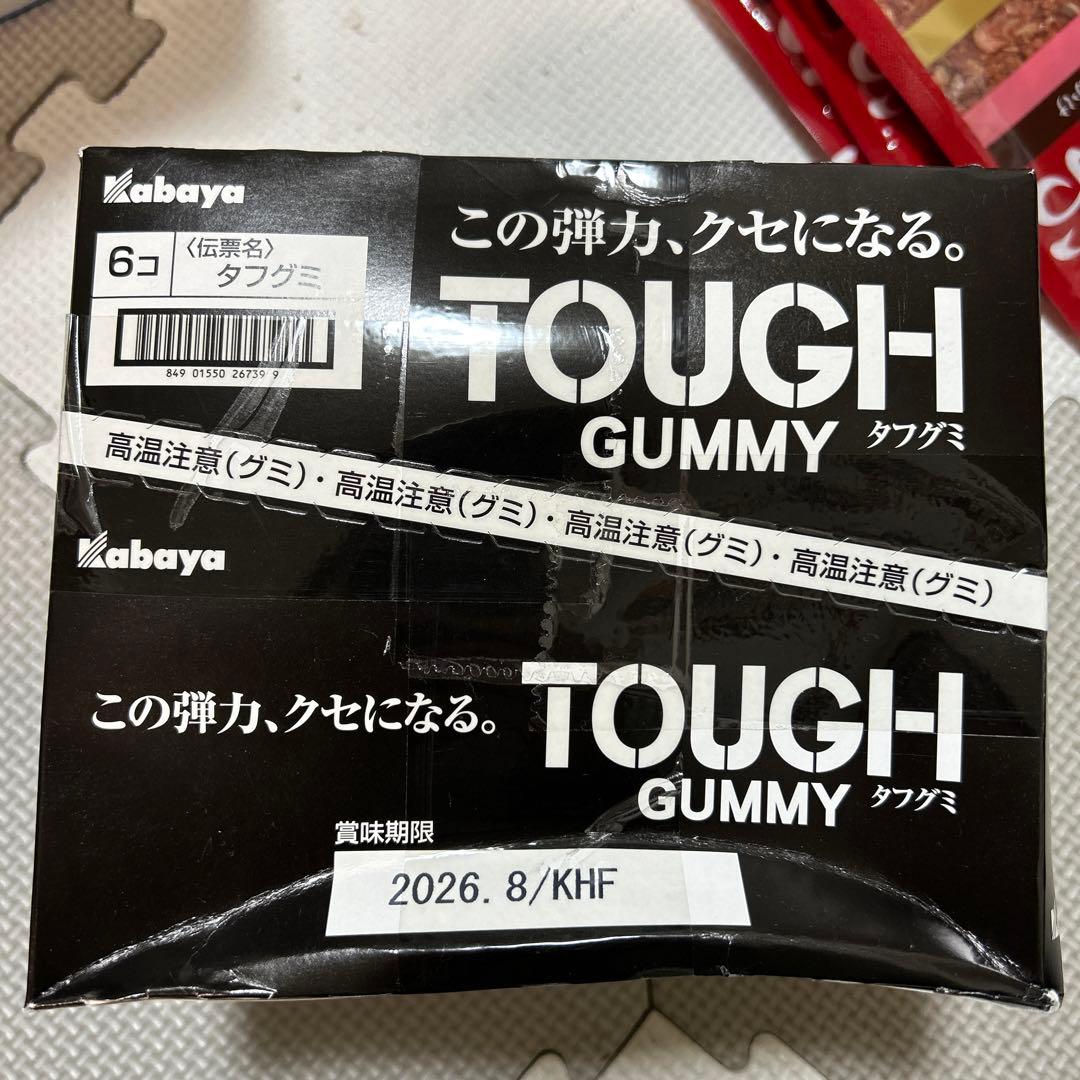 Kabaya
この弾力、クセになる。
6コ
〈伝票名〉
タフグミ
849 01550 26739 9
TOUGH
GUMMY タフグミ
高温注意(グミ)・高温注意(グミ)・高温注意(グミ)・高温注意(グミ)
Kabaya
この弾力、クセになる。
TOUGH
GUMMY タフグミ
賞味期限
2026. 8/KHF